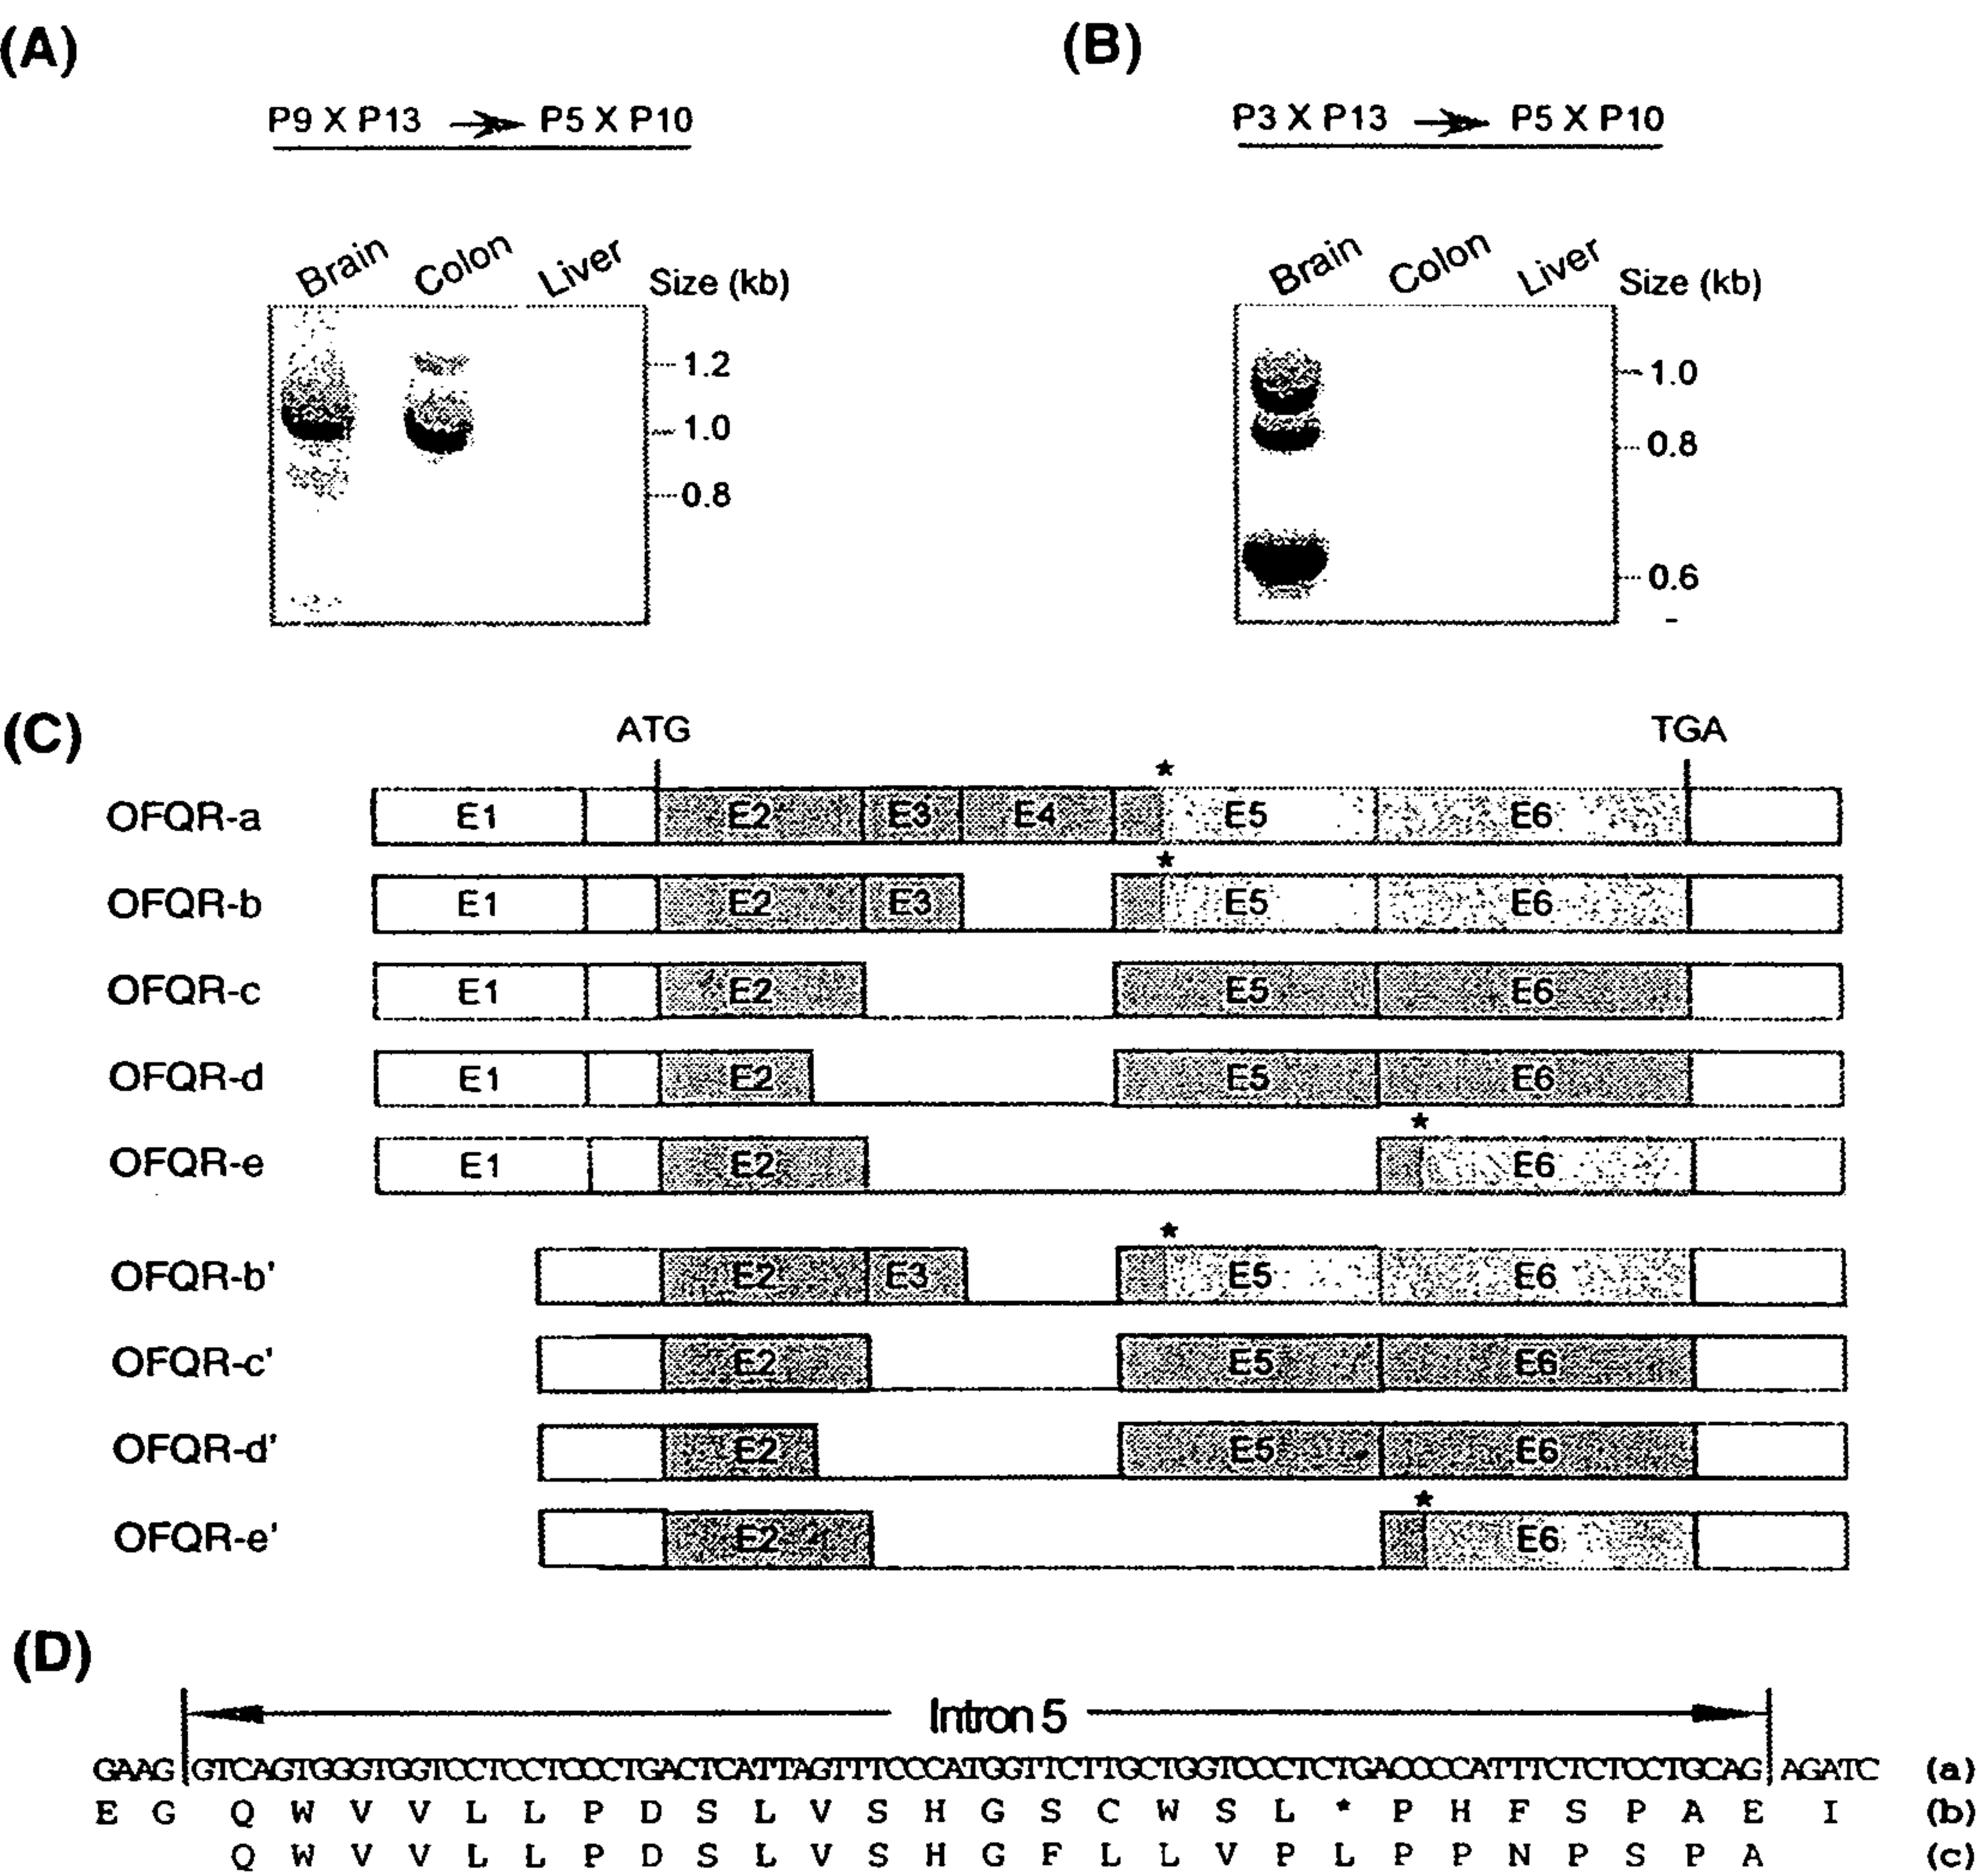 (A)
(B)
P9 X P13 → P5 X P10
P3 X P13 → P5 X P10
Brain Colon Liver Size (kb)
Brain Colon Liver Size (kb)
1.2
1.0
0.8
1.0
0.8
0.6
(C)
ATG TGA
*
OFQR-a E1 E2 E3 E4 E5 E6
*
OFQR-b E1 E2 E3 E5 E6
OFQR-c E1 E2 E5 E6
OFQR-d E1 E2 E5 E6
*
OFQR-e E1 E2 E6
*
OFQR-b' E2 E3 E5 E6
OFQR-c' E2 E5 E6
OFQR-d' E2 E5 E6
*
OFQR-e' E2 E6
(D)
Intron 5
GAAG GTCAGTGGGTGGTCCTCCTCCCTGACTCATTAGTTTCCCATGGTTCTTGCTGGTCCCTCTGACCCCATTTCTCTCCTGCAG AGATC (a)
E G Q W V V L L P D S L V S H G S C W S L * P H F S P A E I (b)
Q W V V L L P D S L V S H G F L L V P L P P N P S P A (c)